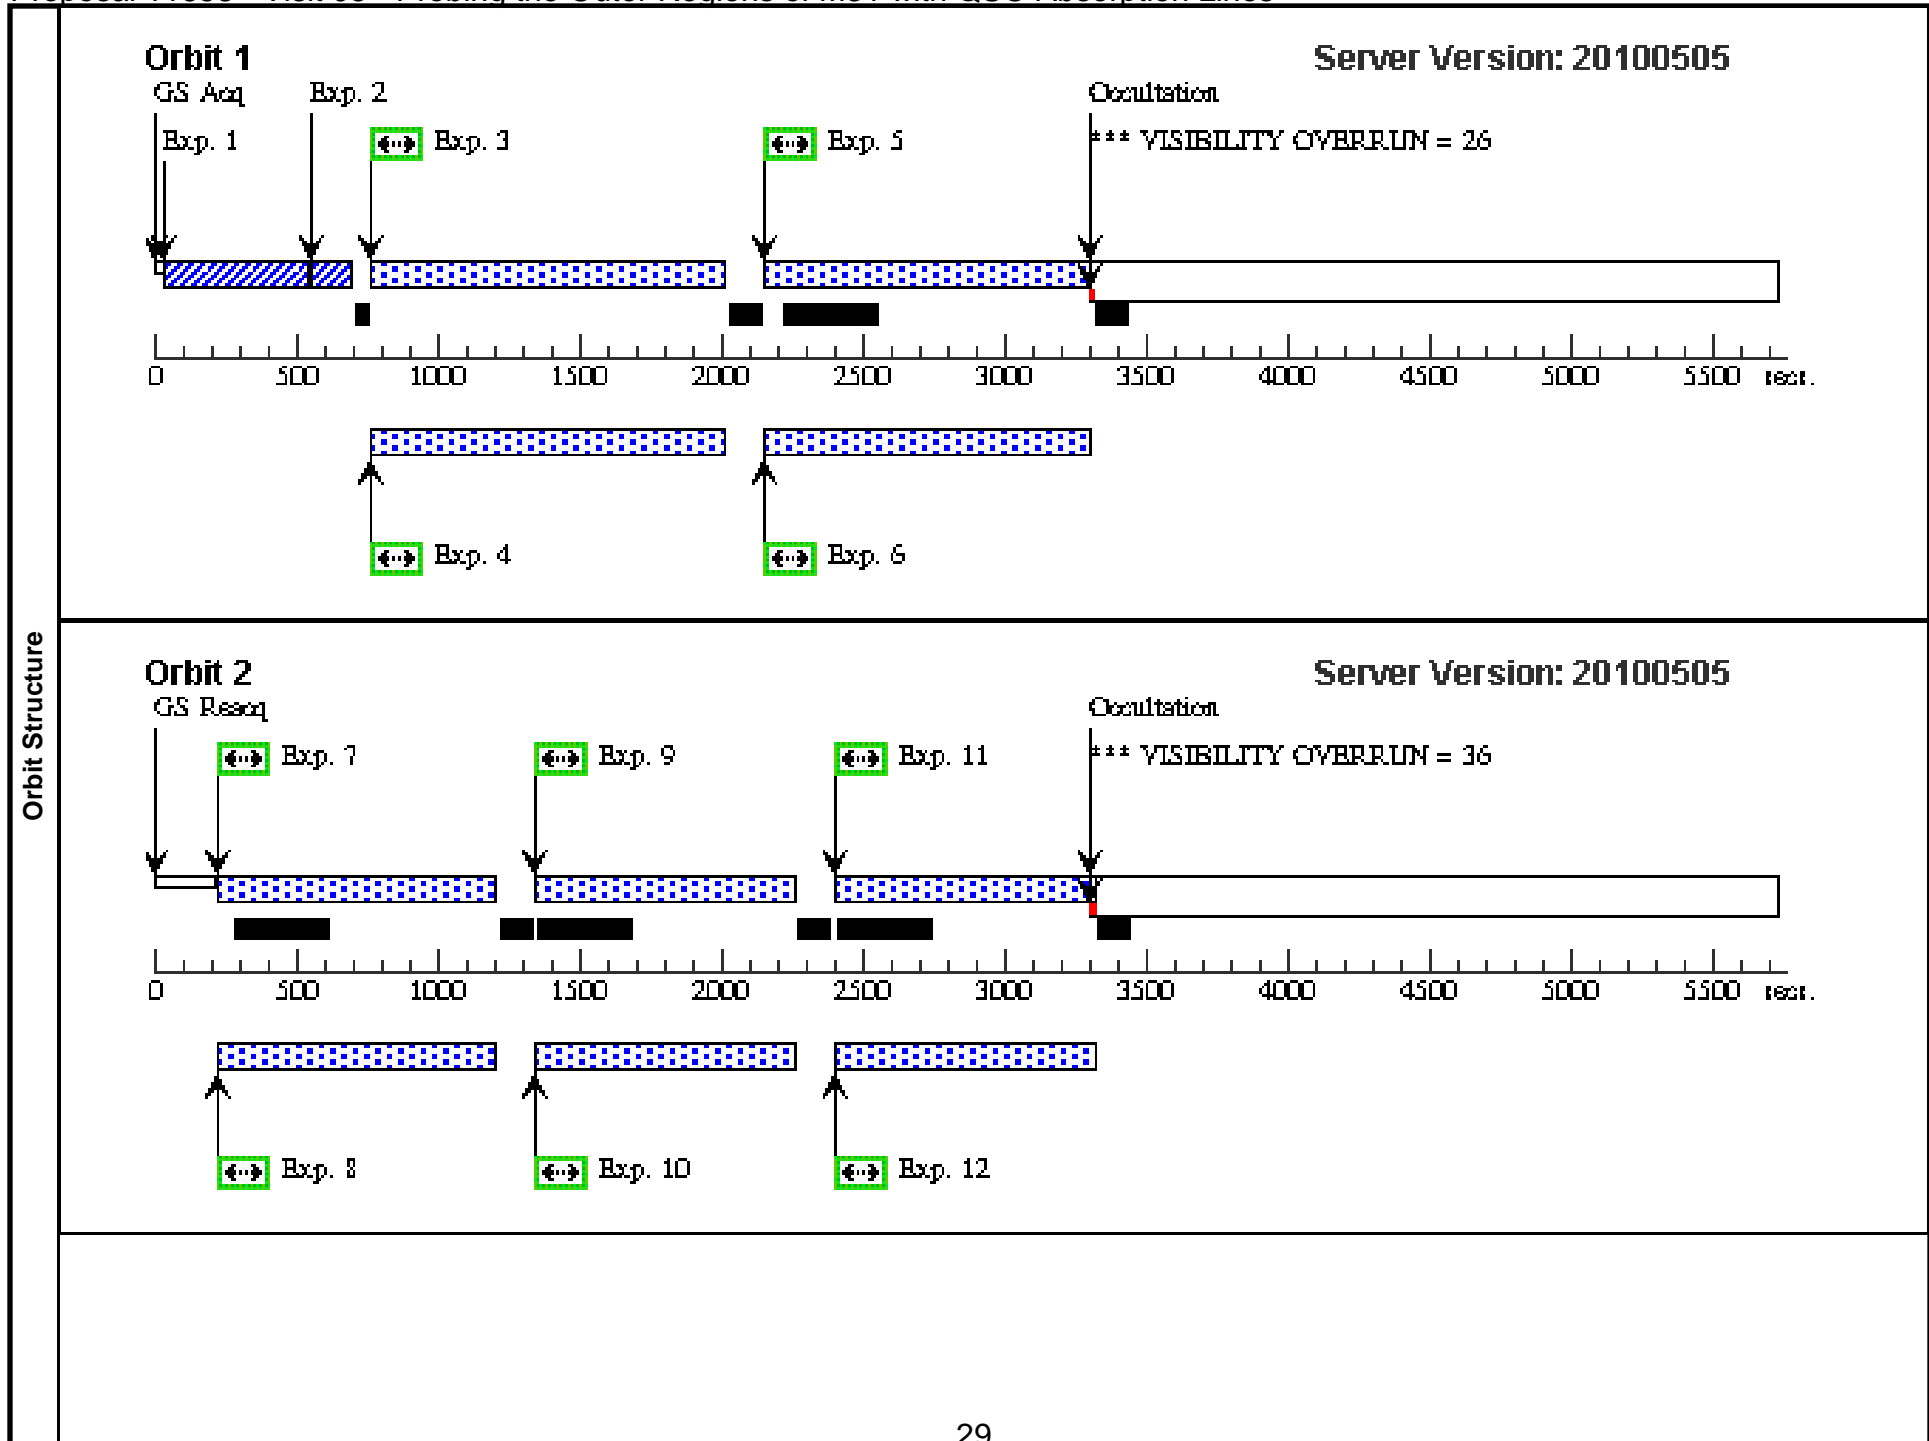 Orbit Structure
Orbit 1
Server Version: 20100505
GS Acq
Exp. 2
Occultation
Exp. 1
Exp. 3
Exp. 5
*** VISIBILITY OVERRUN = 26
0 500 1000 1500 2000 2500 3000 3500 4000 4500 5000 5500 secs.
Exp. 4
Exp. 6
Orbit 2
Server Version: 20100505
GS Reacq
Occultation
Exp. 7
Exp. 9
Exp. 11
*** VISIBILITY OVERRUN = 36
0 500 1000 1500 2000 2500 3000 3500 4000 4500 5000 5500 secs.
Exp. 8
Exp. 10
Exp. 12
29